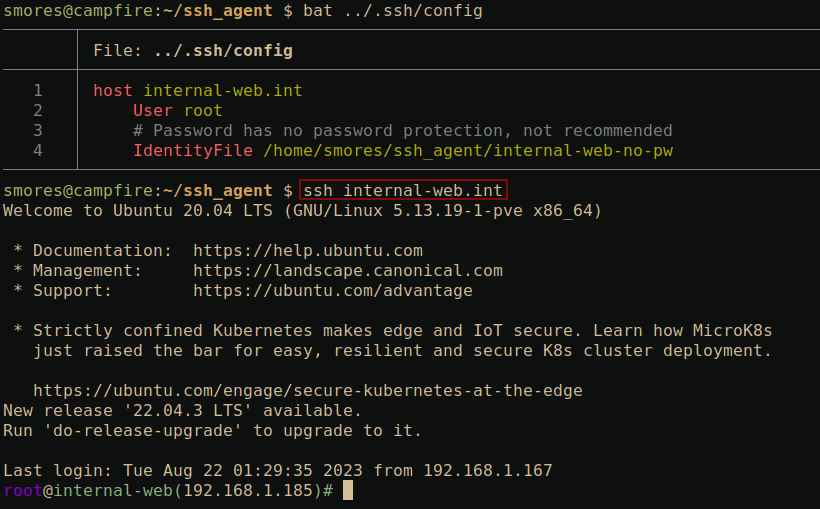 smores@campfire:~/ssh_agent $ bat ../.ssh/config
File: ../.ssh/config
1 host internal-web.int
2 User root
3 # Password has no password protection, not recommended
4 IdentityFile /home/smores/ssh_agent/internal-web-no-pw
smores@campfire:~/ssh_agent $ ssh internal-web.int
Welcome to Ubuntu 20.04 LTS (GNU/Linux 5.13.19-1-pve x86_64)
* Documentation: https://help.ubuntu.com
* Management: https://landscape.canonical.com
* Support: https://ubuntu.com/advantage
* Strictly confined Kubernetes makes edge and IoT secure. Learn how MicroK8s
just raised the bar for easy, resilient and secure K8s cluster deployment.
https://ubuntu.com/engage/secure-kubernetes-at-the-edge
New release '22.04.3 LTS' available.
Run 'do-release-upgrade' to upgrade to it.
Last login: Tue Aug 22 01:29:35 2023 from 192.168.1.167
root@internal-web(192.168.1.185)#